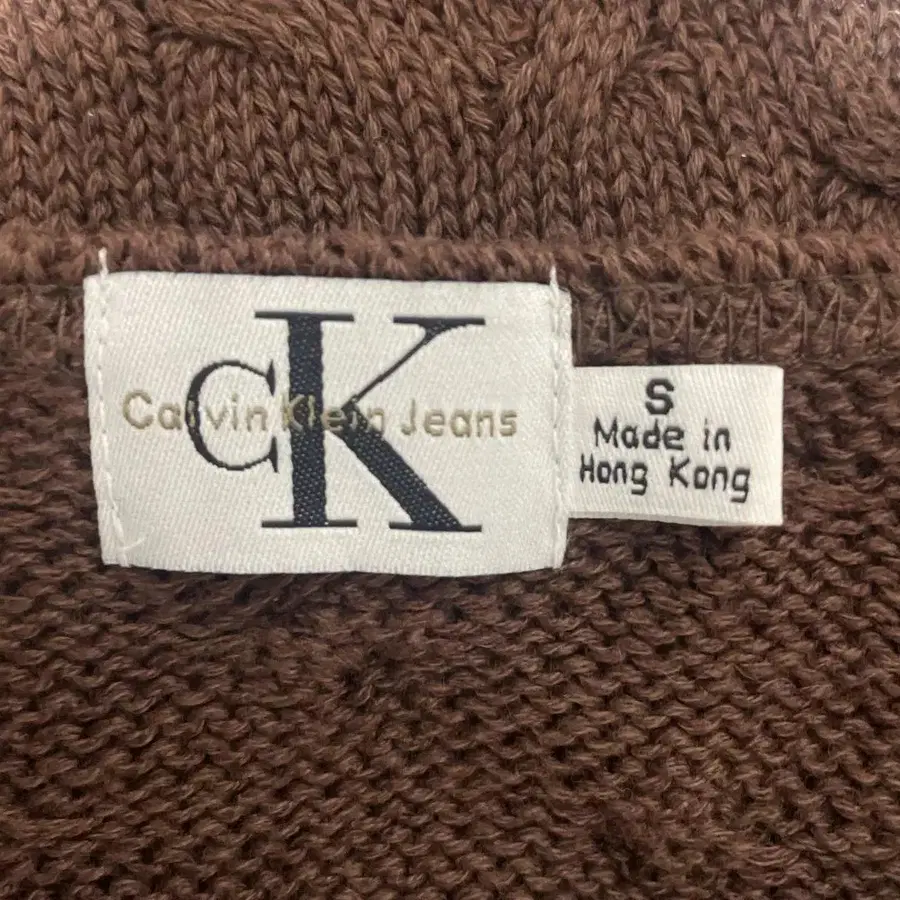 CK
Calvin Klein Jeans
S
Made in
Hong Kong